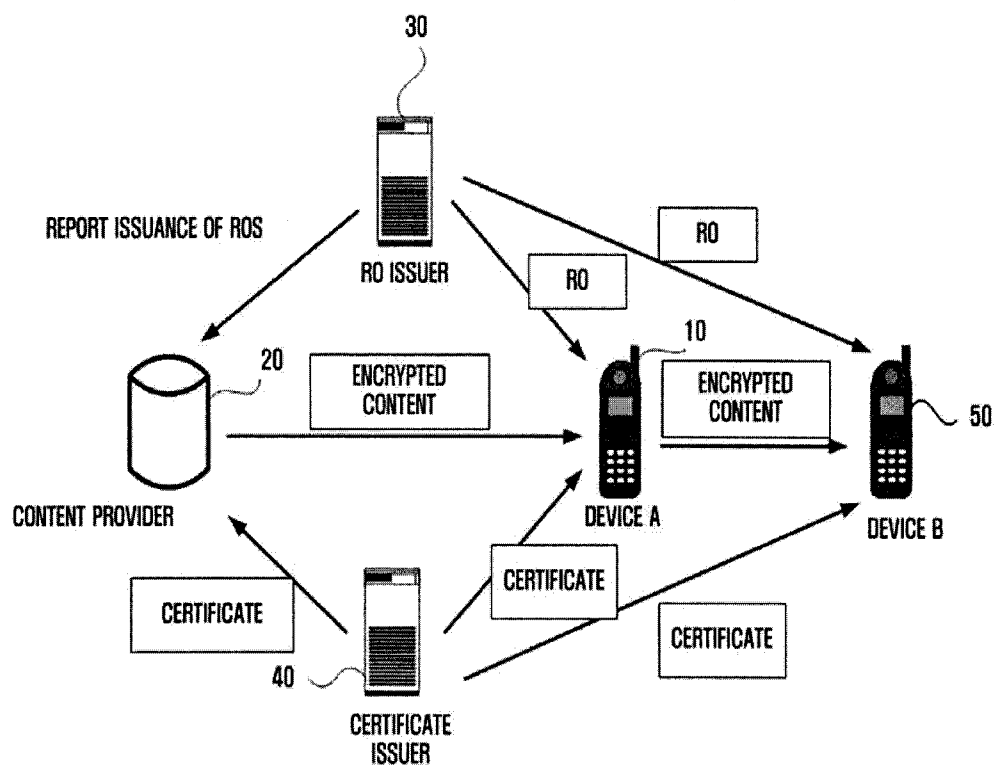 30
REPORT ISSUANCE OF ROS
RO ISSUER
RO
RO
20
ENCRYPTED
CONTENT
10
ENCRYPTED
CONTENT
50
CONTENT PROVIDER
DEVICE A
DEVICE B
CERTIFICATE
CERTIFICATE
CERTIFICATE
40
CERTIFICATE
ISSUER